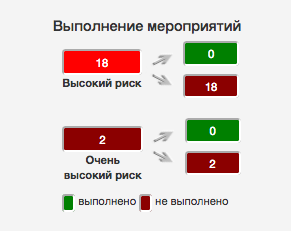 Выполнение мероприятий
0
18
Высокий риск
18
0
2
Очень
высокий риск
2
выполнено не выполнено